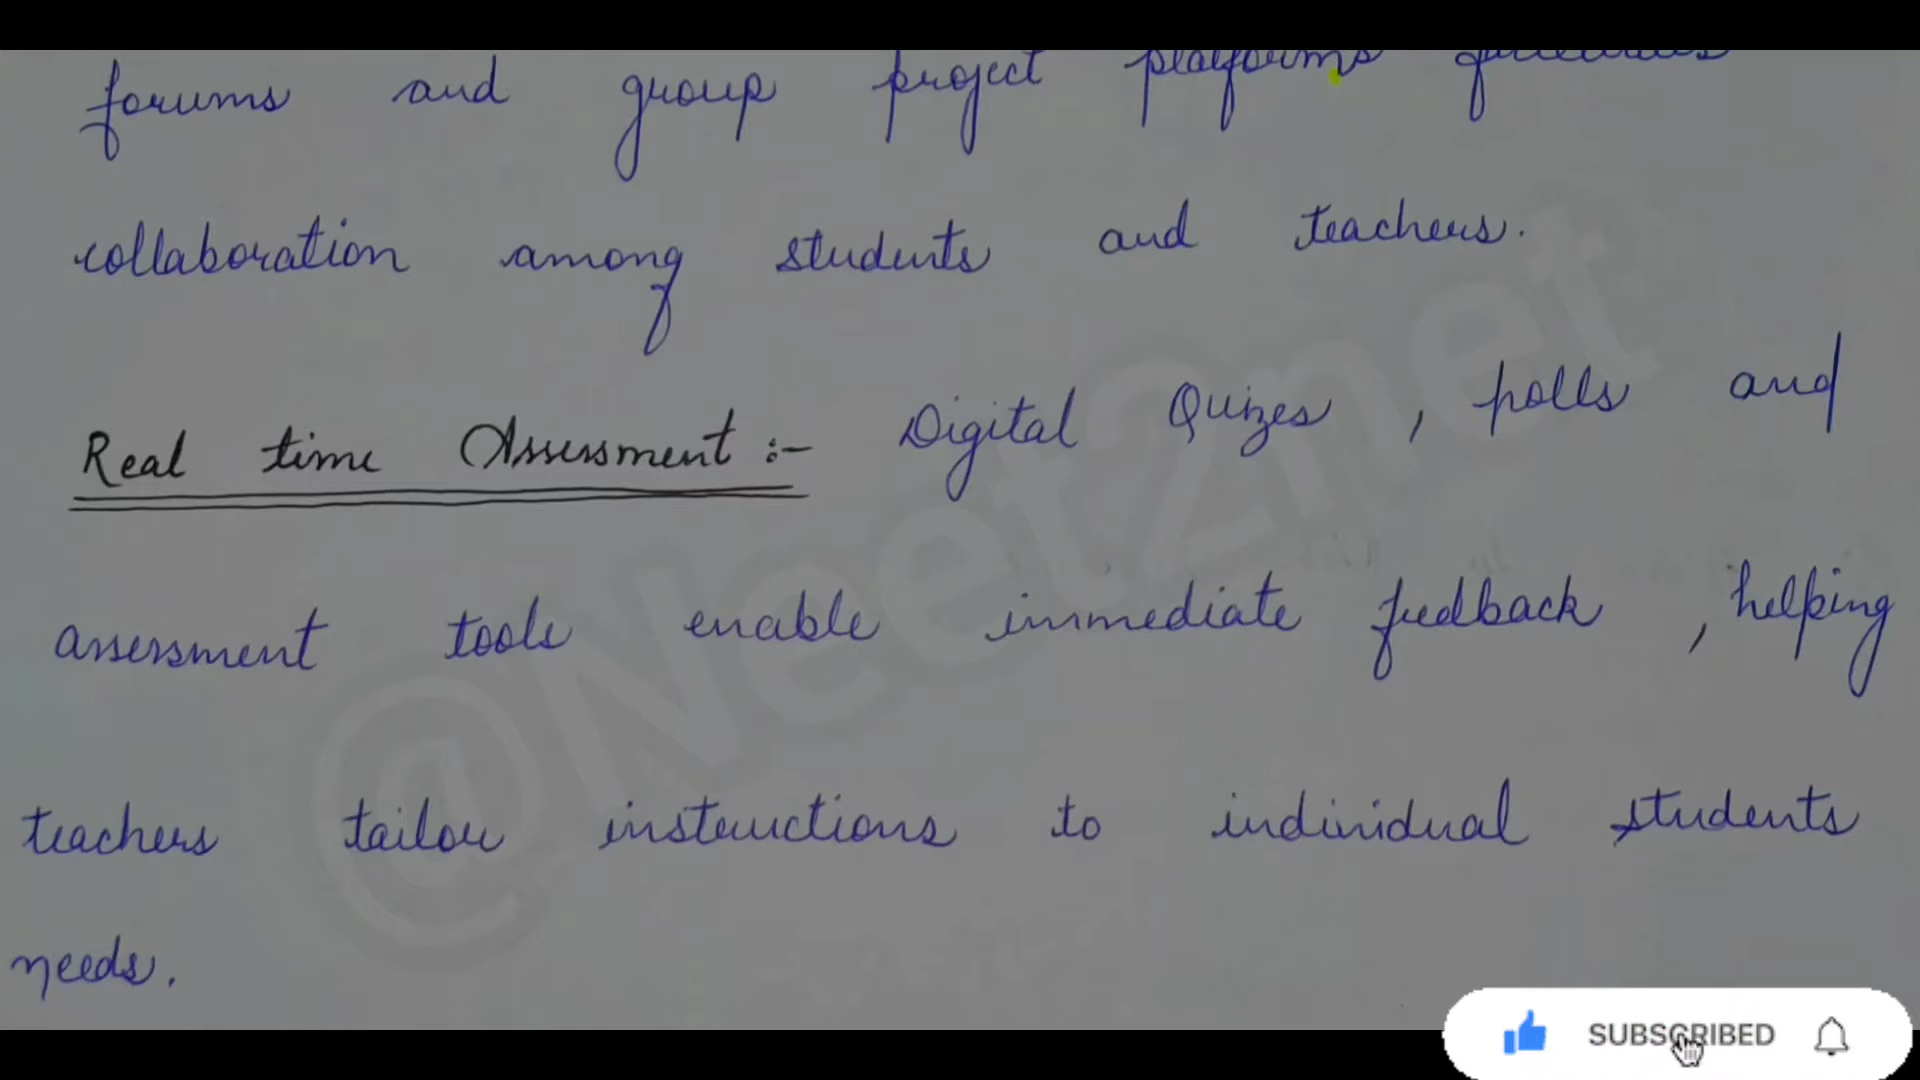 forums and group project platforms
collaboration among students and teachers.
Real time Assessment :- Digital Quizes , polls and
assessment tools enable immediate feedback , helping
teachers tailor instructions to individual students
needs.
@Neet2net
SUBSCRIBED